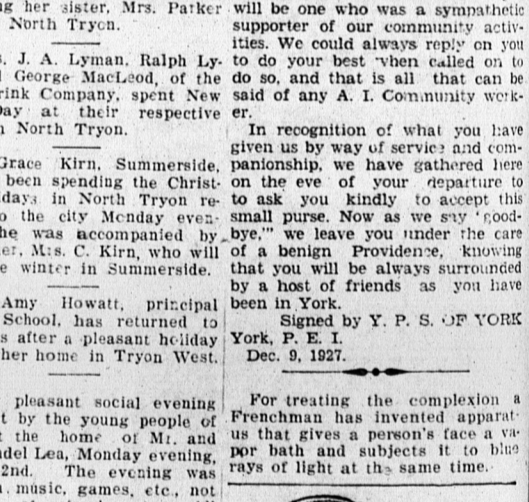 her sister, Mrs. Parker
North Tryon.
J. A. Lyman, Ralph Ly-
George MacLeod, of the
Company, spent New
at their respective
North Tryon.
Grace Kirn, Summerside,
been spending the Christ-
in North Tryon re-
the city Monday even-
was accompanied by
Mrs. C. Kirn, who will
winter in Summerside.
Amy Howatt, principal
School, has returned to
after a pleasant holiday
her home in Tryon West.
pleasant social evening
by the young people of
the home of Mr. and
Lea, Monday evening,
2nd. The evening was
music, games, etc., not
will be one who was a sympathetic
supporter of our community activ-
ities. We could always reply on you
to do your best when called on to
do so, and that is all that can be
said of any A. I. Community work-
er.
In recognition of what you have
given us by way of service and com-
panionship, we have gathered here
on the eve of your departure to
to ask you kindly to accept this
small purse. Now as we say 'good-
bye,'" we leave you under the care
of a benign Providence, knowing
that you will be always surrounded
by a host of friends as you have
been in York.
Signed by Y. P. S. OF YORK
York, P. E. I.
Dec. 9, 1927.
For treating the complexion a
Frenchman has invented apparat-
us that gives a person's face a va-
por bath and subjects it to blue
rays of light at the same time.